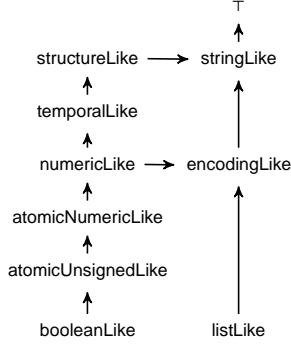 ⊤
structureLike stringLike
temporalLike
numericLike encodingLike
atomicNumericLike
atomicUnsignedLike
booleanLike listLike